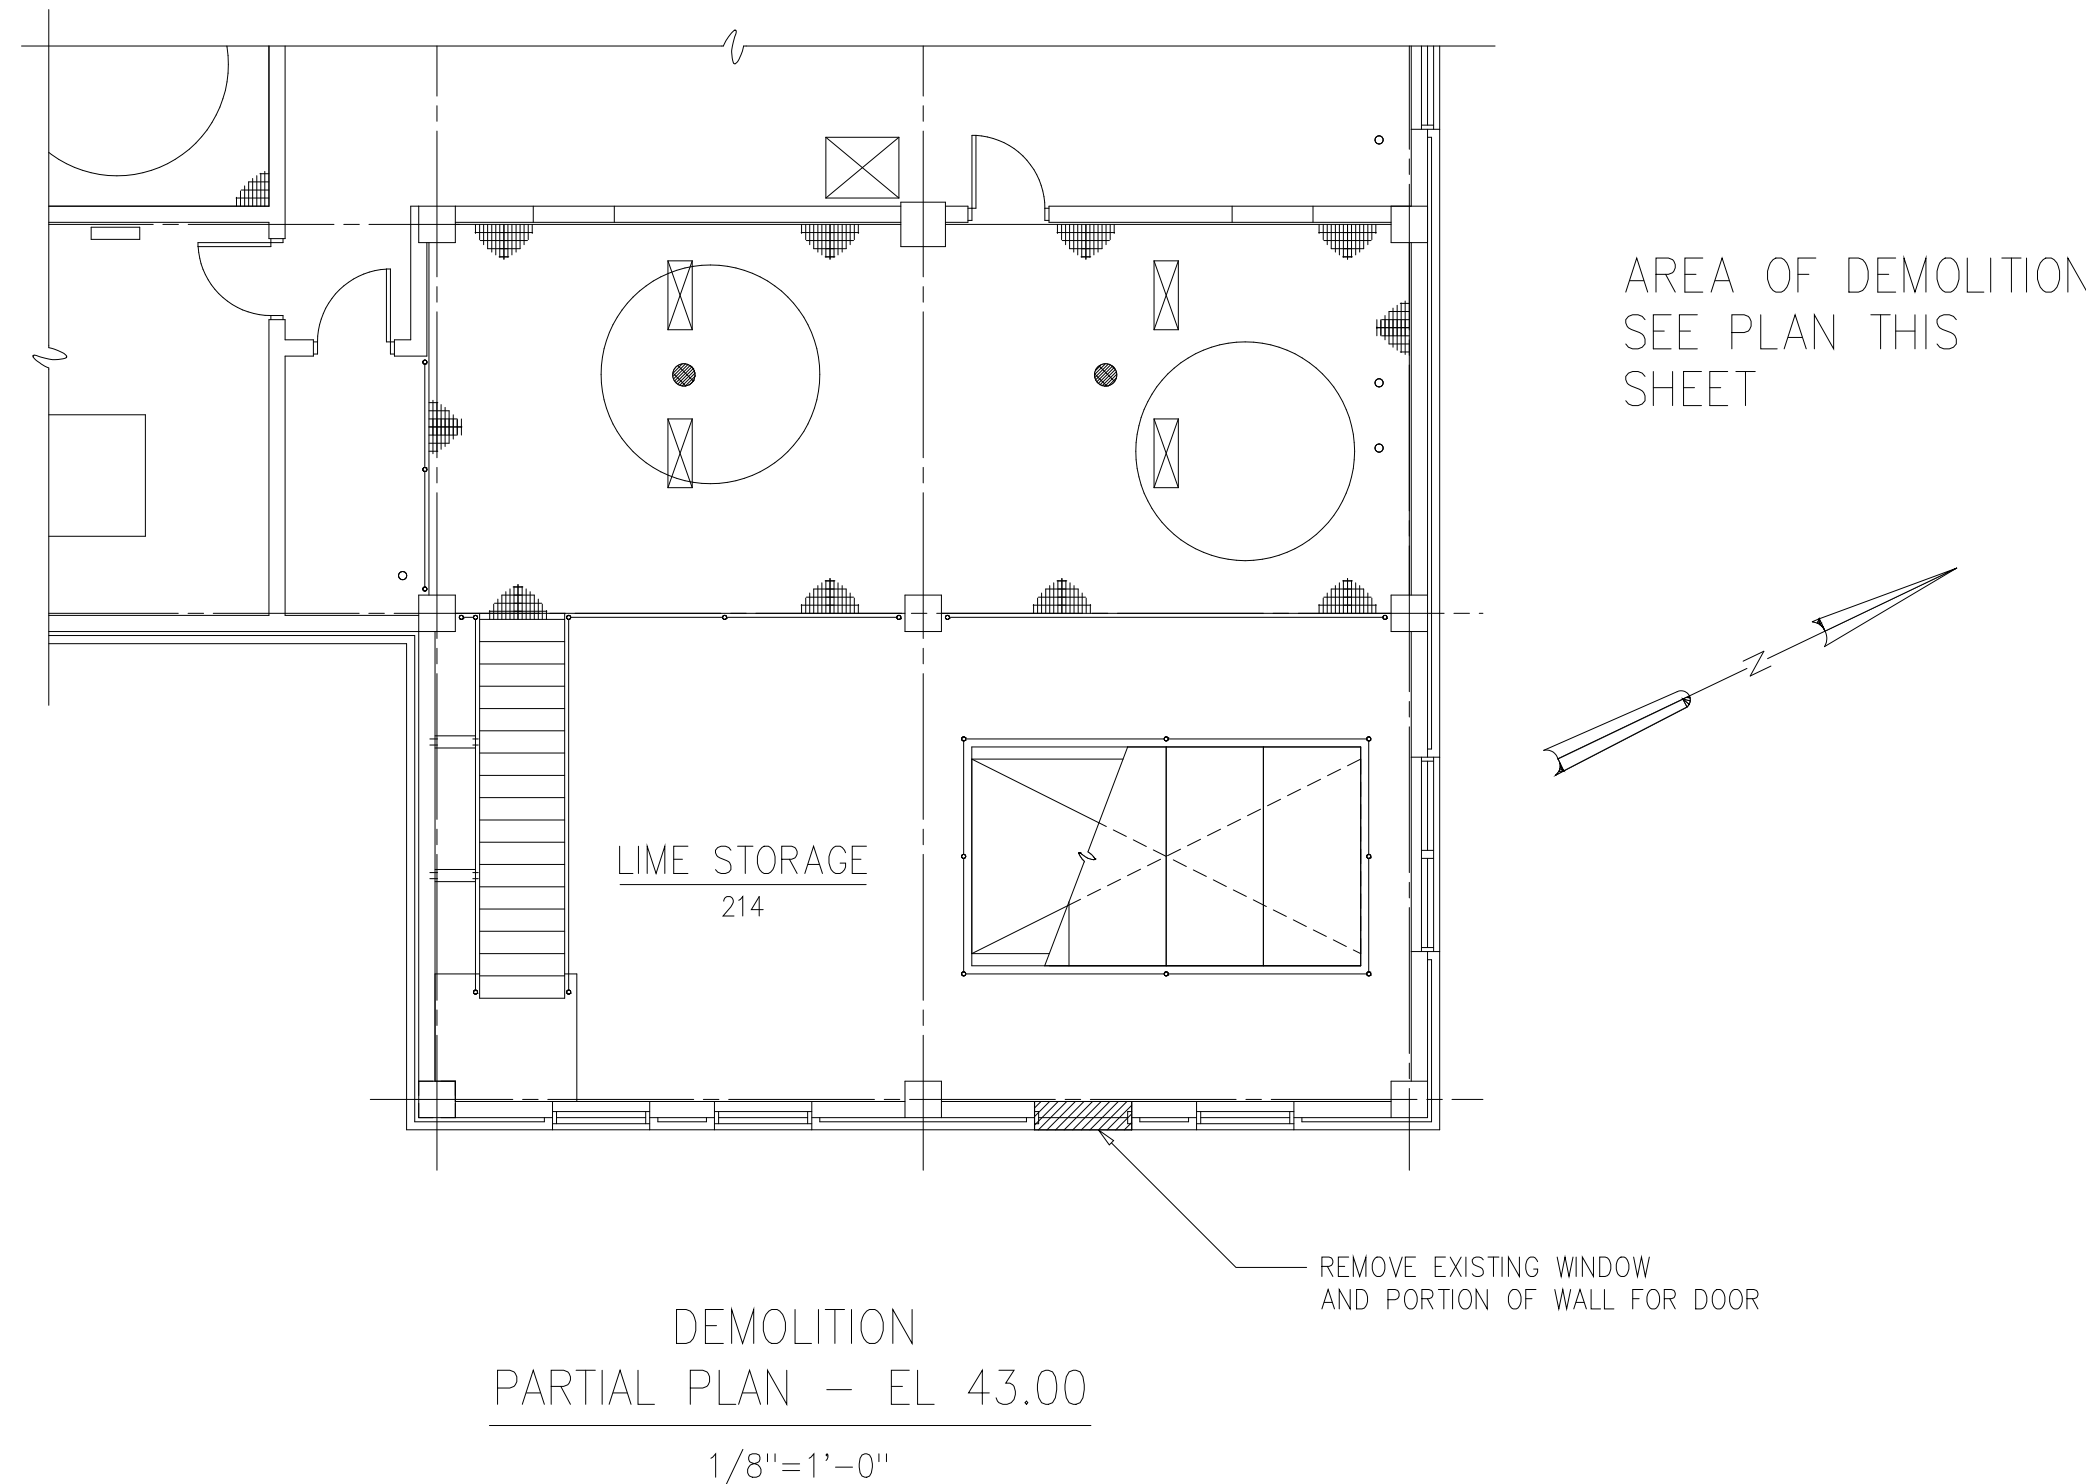 AREA OF DEMOLITION
SEE PLAN THIS
SHEET
N
LIME STORAGE
214
REMOVE EXISTING WINDOW
AND PORTION OF WALL FOR DOOR
DEMOLITION
PARTIAL PLAN - EL 43.00
1/8"=1'-0"